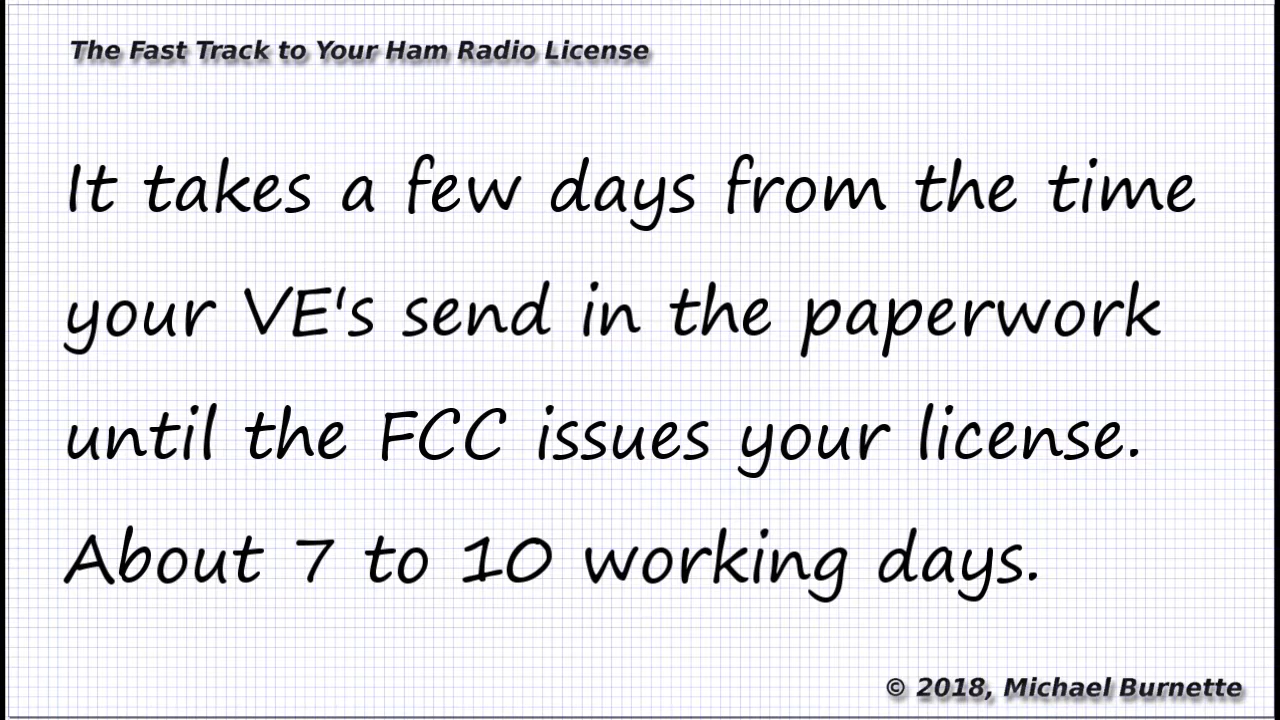 The Fast Track to Your Ham Radio License
It takes a few days from the time
your VE's send in the paperwork
until the FCC issues your license.
About 7 to 10 working days.
© 2018, Michael Burnette